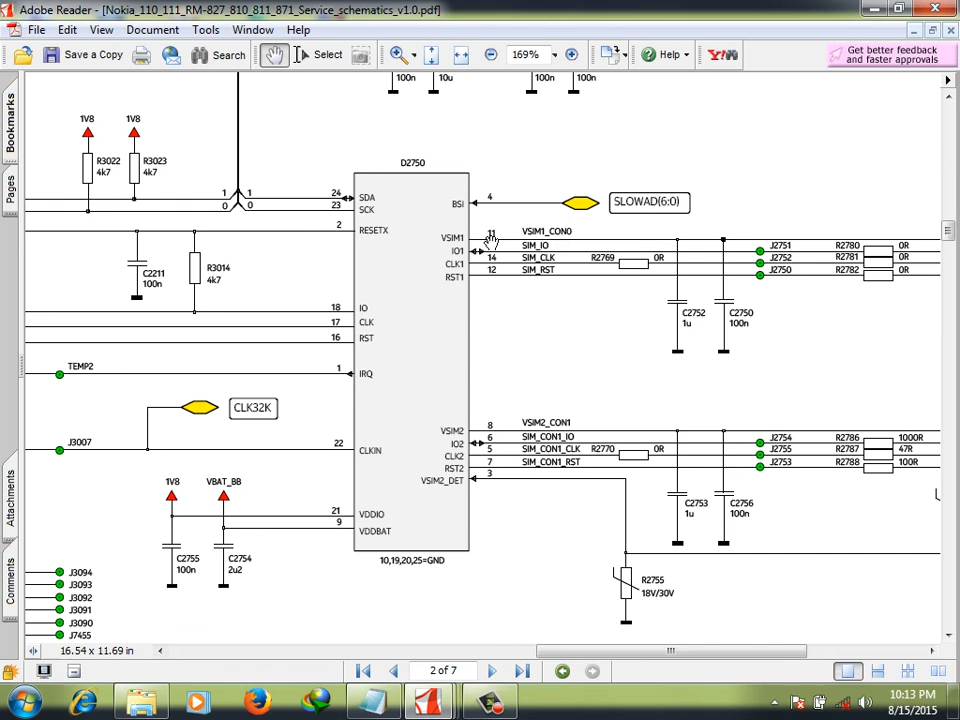 Adobe Reader - [Nokia_110_111_RM-827_810_811_871_Service_schematics_v1.0.pdf]
File Edit View Document Tools Window Help
Save a Copy Search Select 169% Help Y!
Get better feedback
and faster approvals
Bookmarks
Pages
Attachments
Comments
100n 10u 100n 100n
1V8 1V8
R3022
4k7
R3023
4k7
D2750
1 1 24 SDA
0 0 23 SCK
2 RESETX
BSI 4 SLOWAD(6:0)
C2211
100n
R3014
4k7
VSIM1 11 VSIM1_CON0
IO1 SIM_IO J2751 R2780 0R
CLK1 14 SIM_CLK R2769 0R J2752 R2781 0R
RST1 12 SIM_RST J2750 R2782 0R
18 IO
17 CLK
16 RST
C2752
1u
C2750
100n
TEMP2 1 IRQ
CLK32K
J3007 22 CLKIN
VSIM2 8 VSIM2_CON1
IO2 6 SIM_CON1_IO J2754 R2786 1000R
CLK2 5 SIM_CON1_CLK R2770 0R J2755 R2787 47R
RST2 7 SIM_CON1_RST J2753 R2788 100R
VSIM2_DET 3
1V8 VBAT_BB
21 VDDIO
9 VDDBAT
C2753
1u
C2756
100n
C2755
100n
C2754
2u2
10,19,20,25=GND
R2755
18V/30V
J3094
J3093
J3092
J3091
J3090
J7455
16.54 x 11.69 in
2 of 7
10:13 PM
8/15/2015